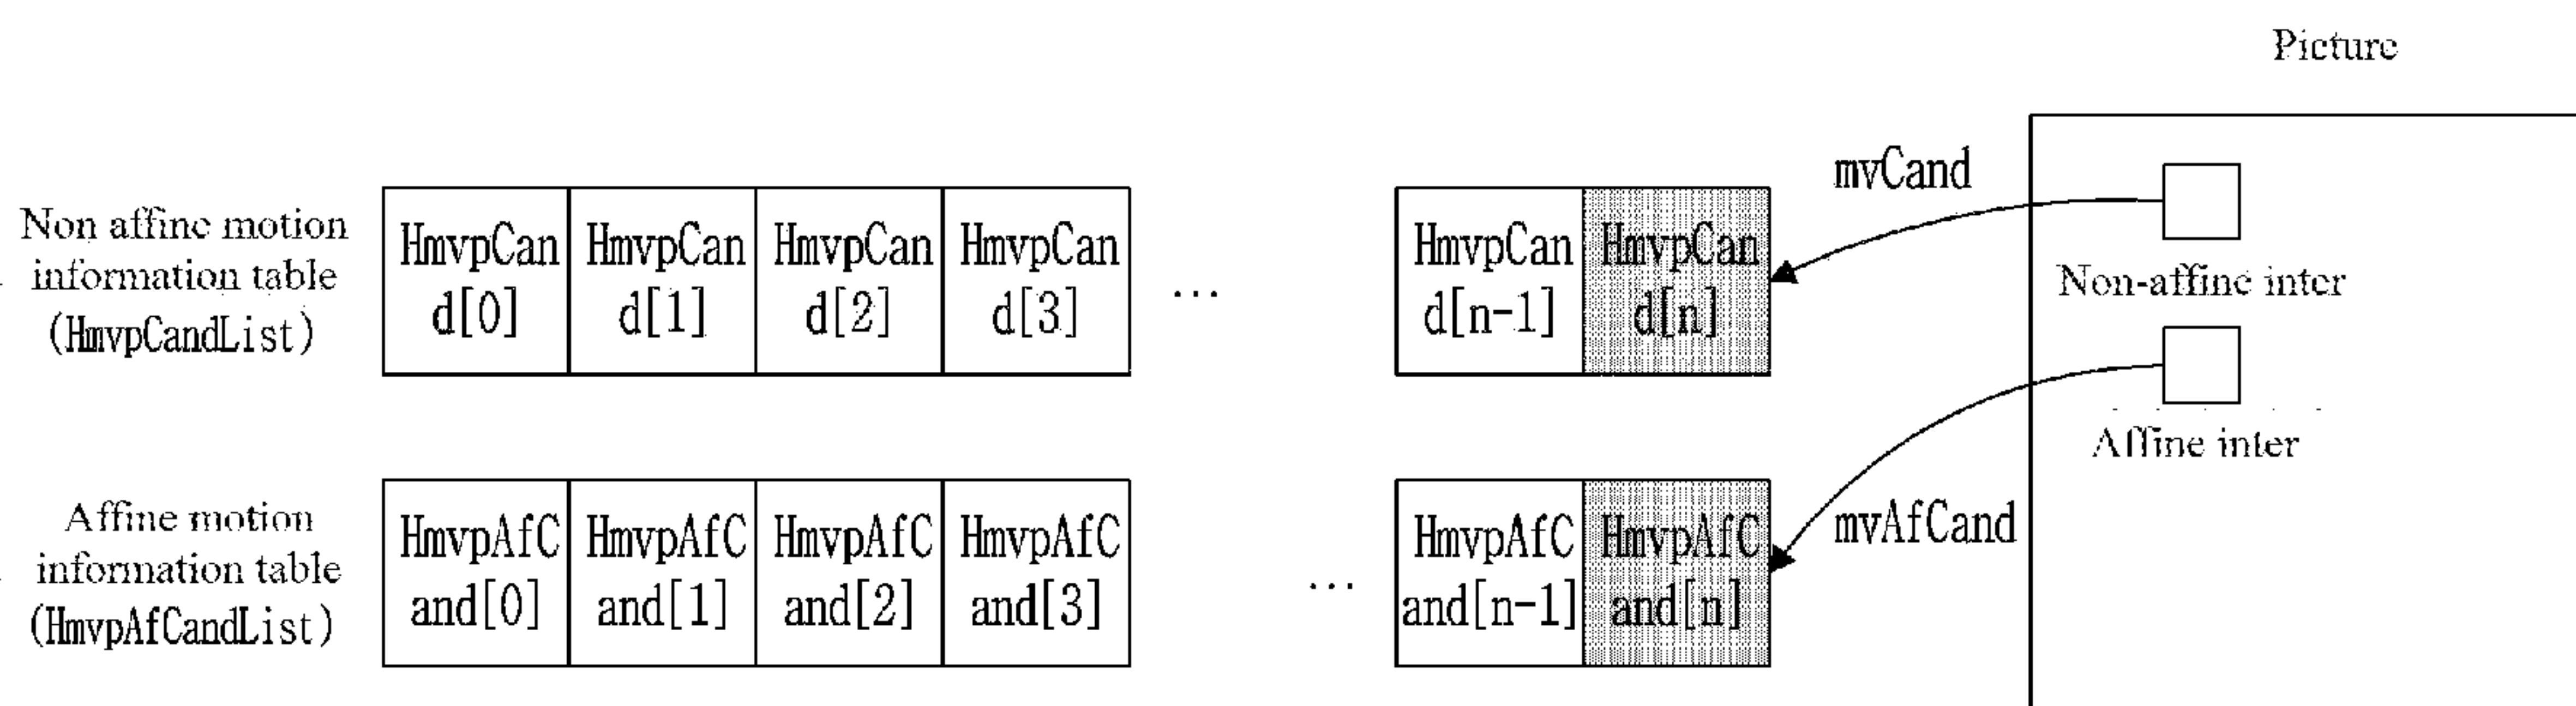 Picture
mvCand
Non affine motion
information table
(HmvpCandList)
HmvpCan HmvpCan HmvpCan HmvpCan ... HmvpCan HmvpCan
d[0] d[1] d[2] d[3] d[n-1] d[n]
Non-affine inter
Affine inter
Affine motion
information table
(HmvpAfCandList)
HmvpAfC HmvpAfC HmvpAfC HmvpAfC ... HmvpAfC HmvpAfC
and[0] and[1] and[2] and[3] and[n-1] and[n]
mvAfCand